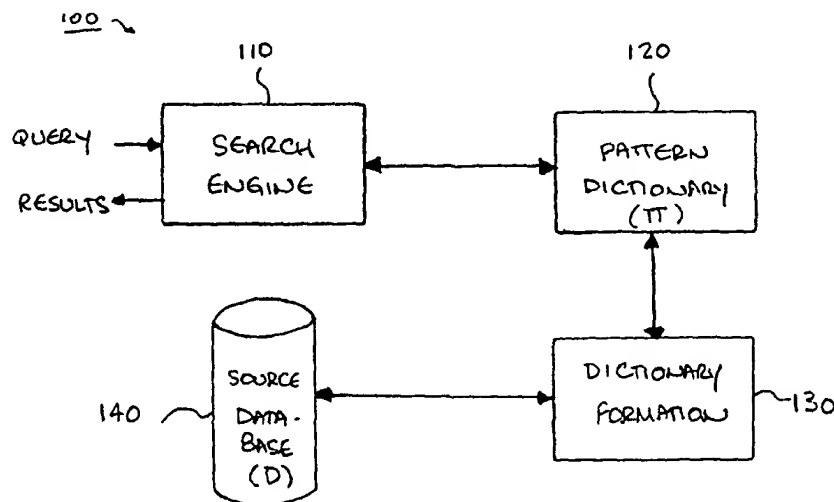 100
110
120
QUERY
RESULTS
SEARCH
ENGINE
PATTERN
DICTIONARY
(π)
140
SOURCE
DATA-
BASE
(D)
DICTIONARY
FORMATION
130